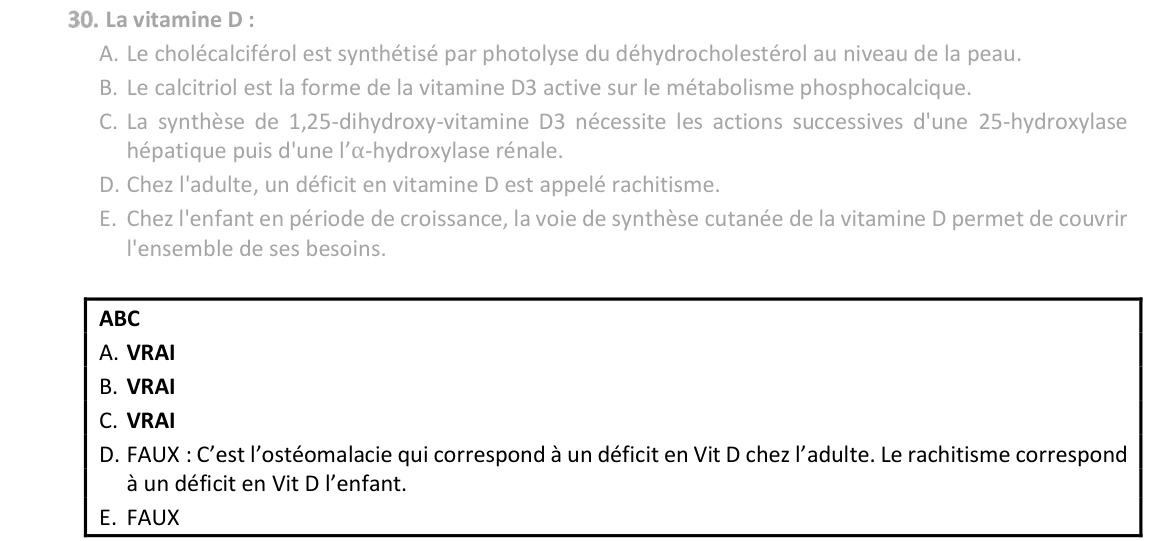 30. La vitamine D :
A. Le cholécalciférol est synthétisé par photolyse du déhydrocholestérol au niveau de la peau.
B. Le calcitriol est la forme de la vitamine D3 active sur le métabolisme phosphocalcique.
C. La synthèse de 1,25-dihydroxy-vitamine D3 nécessite les actions successives d'une 25-hydroxylase
hépatique puis d'une l’α-hydroxylase rénale.
D. Chez l'adulte, un déficit en vitamine D est appelé rachitisme.
E. Chez l'enfant en période de croissance, la voie de synthèse cutanée de la vitamine D permet de couvrir
l'ensemble de ses besoins.
ABC
A. VRAI
B. VRAI
C. VRAI
D. FAUX : C’est l’ostéomalacie qui correspond à un déficit en Vit D chez l’adulte. Le rachitisme correspond
à un déficit en Vit D l’enfant.
E. FAUX